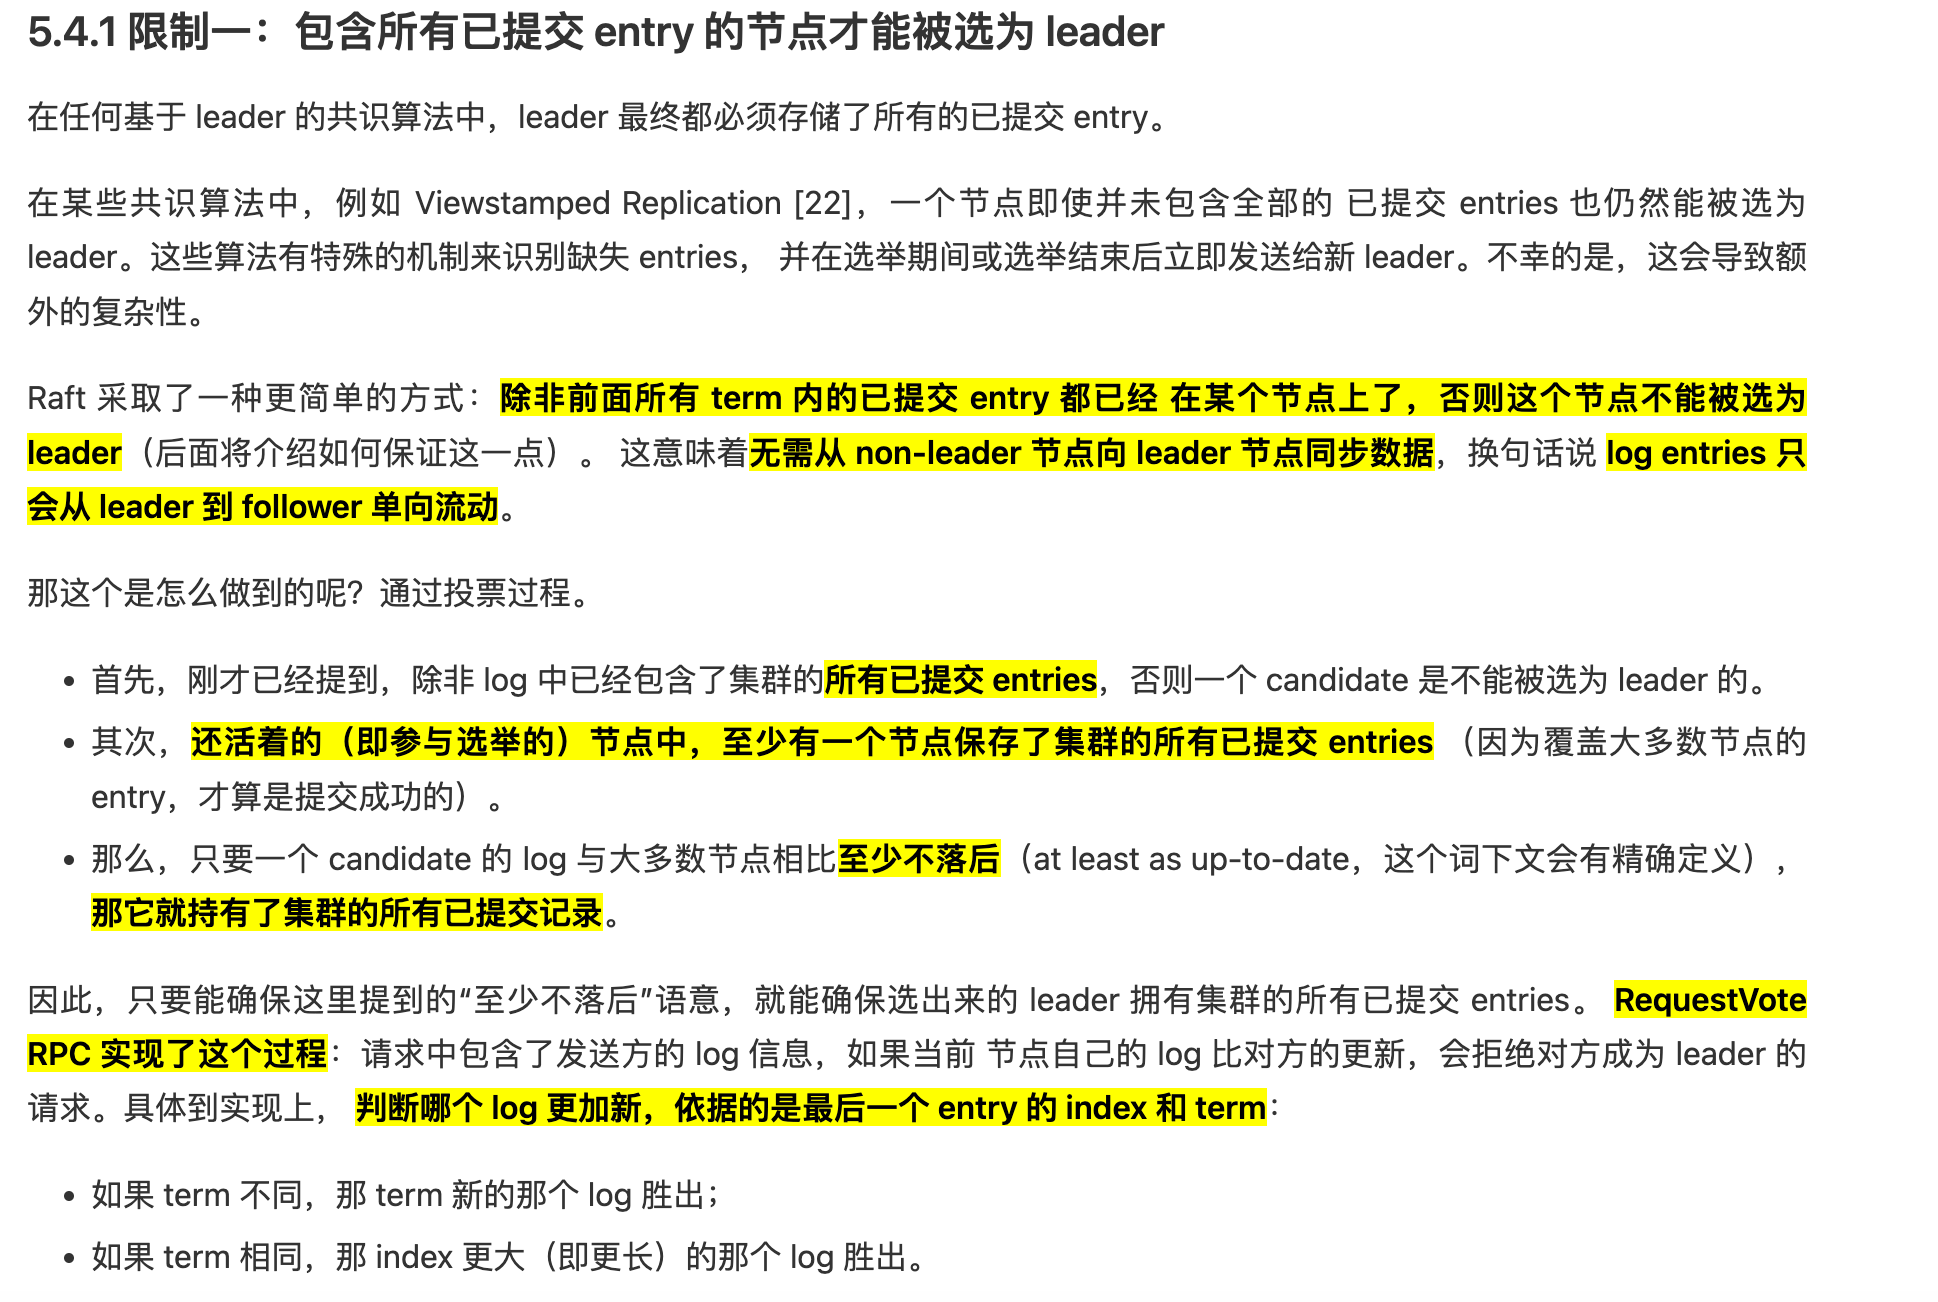 5.4.1 限制一：包含所有已提交 entry 的节点才能被选为 leader
在任何基于 leader 的共识算法中，leader 最终都必须存储了所有的已提交 entry。
在某些共识算法中，例如 Viewstamped Replication [22]，一个节点即使并未包含全部的 已提交 entries 也仍然能被选为
leader。这些算法有特殊的机制来识别缺失 entries， 并在选举期间或选举结束后立即发送给新 leader。不幸的是，这会导致额
外的复杂性。
Raft 采取了一种更简单的方式：除非前面所有 term 内的已提交 entry 都已经 在某个节点上了，否则这个节点不能被选为
leader（后面将介绍如何保证这一点）。 这意味着无需从 non-leader 节点向 leader 节点同步数据，换句话说 log entries 只
会从 leader 到 follower 单向流动。
那这个是怎么做到的呢？通过投票过程。
• 首先，刚才已经提到，除非 log 中已经包含了集群的所有已提交 entries，否则一个 candidate 是不能被选为 leader 的。
• 其次，还活着的（即参与选举的）节点中，至少有一个节点保存了集群的所有已提交 entries （因为覆盖大多数节点的
entry，才算是提交成功的）。
• 那么，只要一个 candidate 的 log 与大多数节点相比至少不落后（at least as up-to-date，这个词下文会有精确定义），
那它就持有了集群的所有已提交记录。
因此，只要能确保这里提到的“至少不落后”语意，就能确保选出来的 leader 拥有集群的所有已提交 entries。 RequestVote
RPC 实现了这个过程：请求中包含了发送方的 log 信息，如果当前 节点自己的 log 比对方的更新，会拒绝对方成为 leader 的
请求。具体到实现上， 判断哪个 log 更加新，依据的是最后一个 entry 的 index 和 term：
• 如果 term 不同，那 term 新的那个 log 胜出；
• 如果 term 相同，那 index 更大（即更长）的那个 log 胜出。